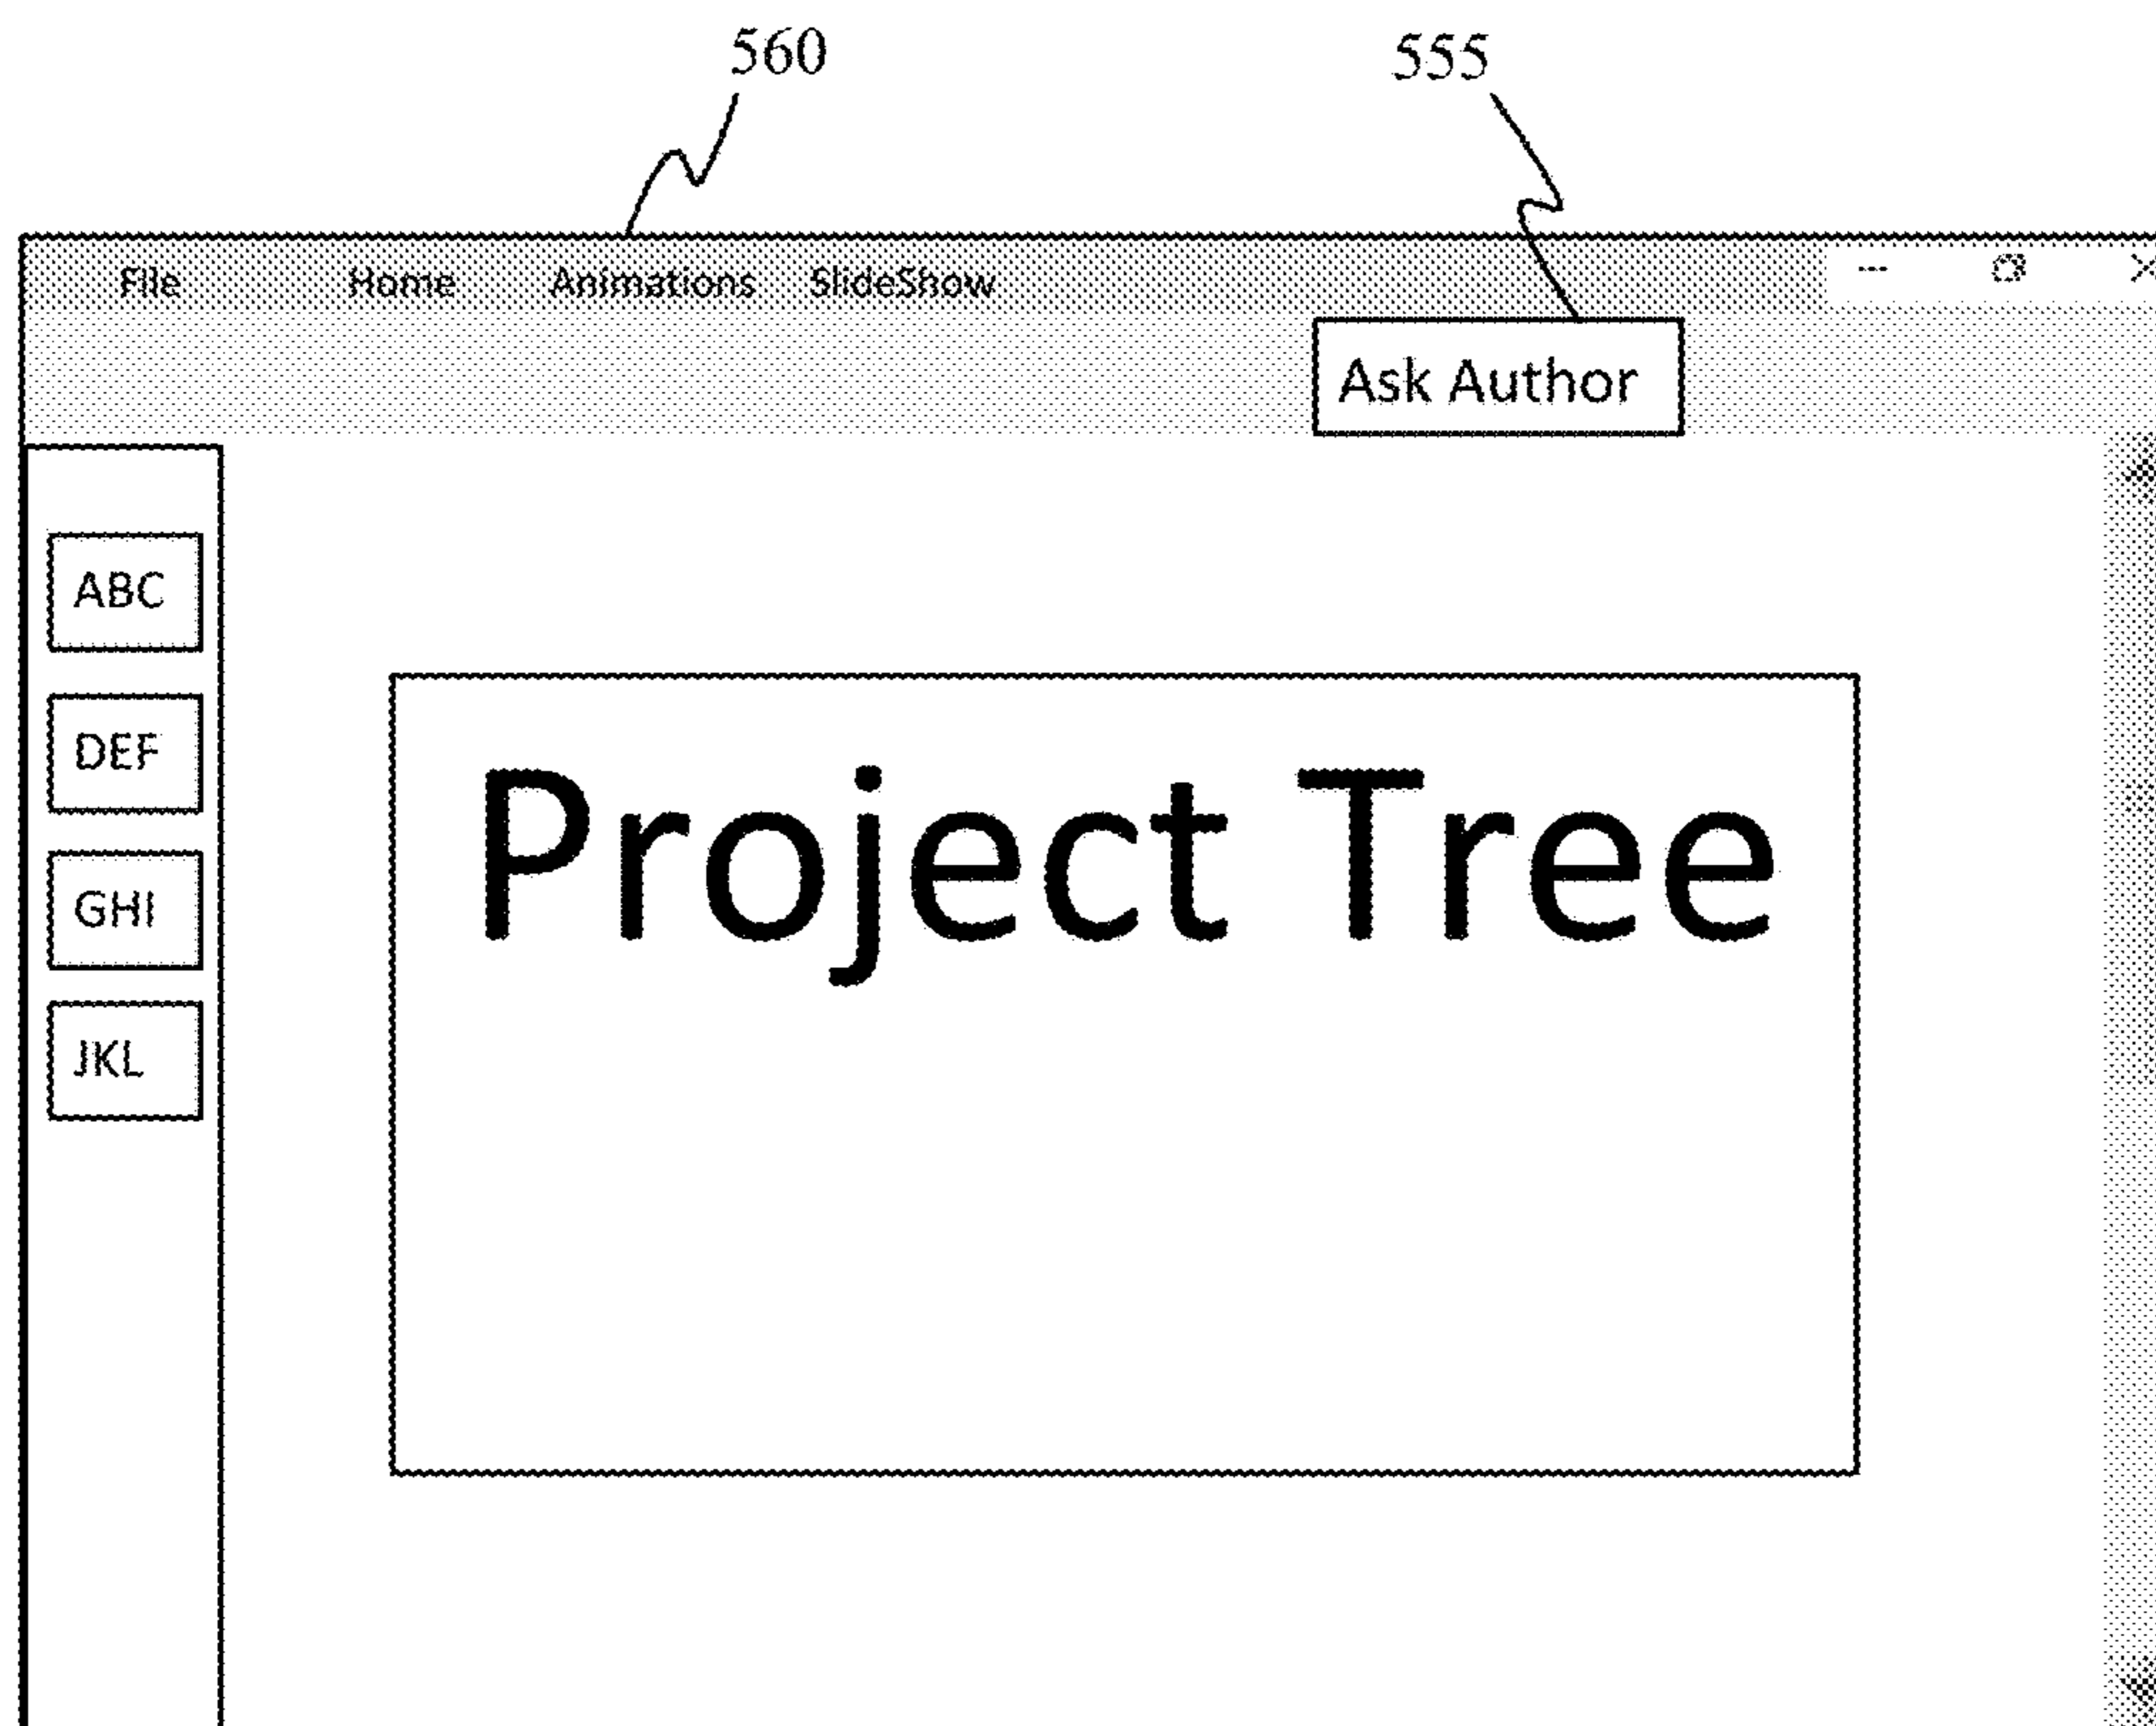 560 555
File Home Animations SlideShow
Ask Author
ABC
DEF
GHI
JKL
Project Tree